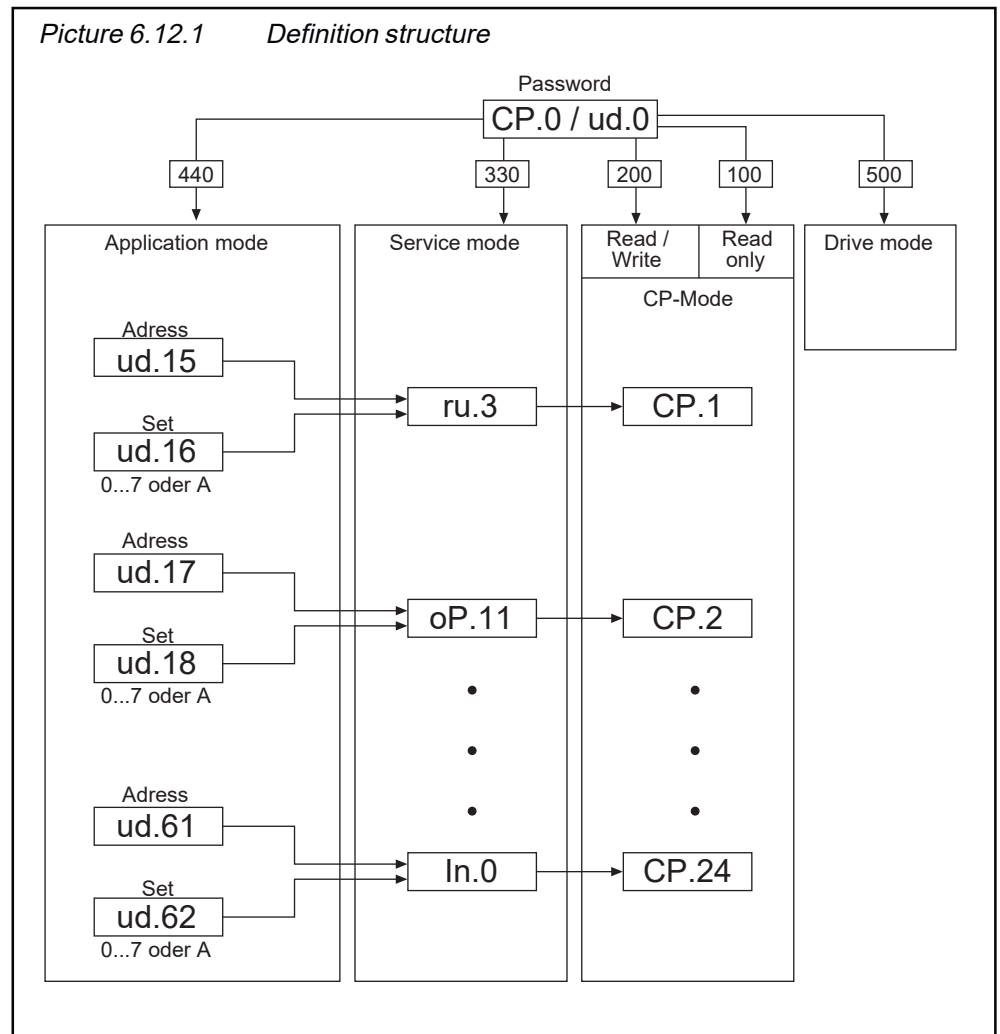 Picture 6.12.1 Definition structure
Password
CP.0 / ud.0
440
330
200
100
500
Application mode
Service mode
Read /
Write
Read
only
CP-Mode
Drive mode
Adress
ud.15
Set
ud.16
0...7 oder A
ru.3
CP.1
Adress
ud.17
Set
ud.18
0...7 oder A
oP.11
CP.2
Adress
ud.61
Set
ud.62
0...7 oder A
In.0
CP.24